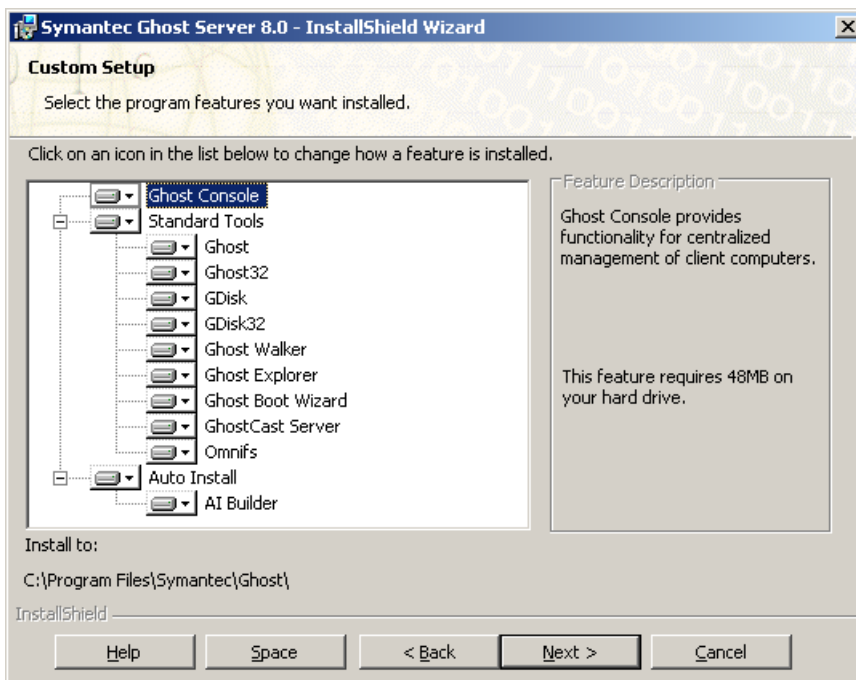 Symantec Ghost Server 8.0 - InstallShield Wizard
Custom Setup
Select the program features you want installed.
Click on an icon in the list below to change how a feature is installed.
Ghost Console
Standard Tools
Ghost
Ghost32
GDisk
GDisk32
Ghost Walker
Ghost Explorer
Ghost Boot Wizard
GhostCast Server
Omnifs
Auto Install
AI Builder
Feature Description
Ghost Console provides
functionality for centralized
management of client computers.
This feature requires 48MB on
your hard drive.
Install to:
C:\Program Files\Symantec\Ghost\
InstallShield
Help
Space
< Back
Next >
Cancel